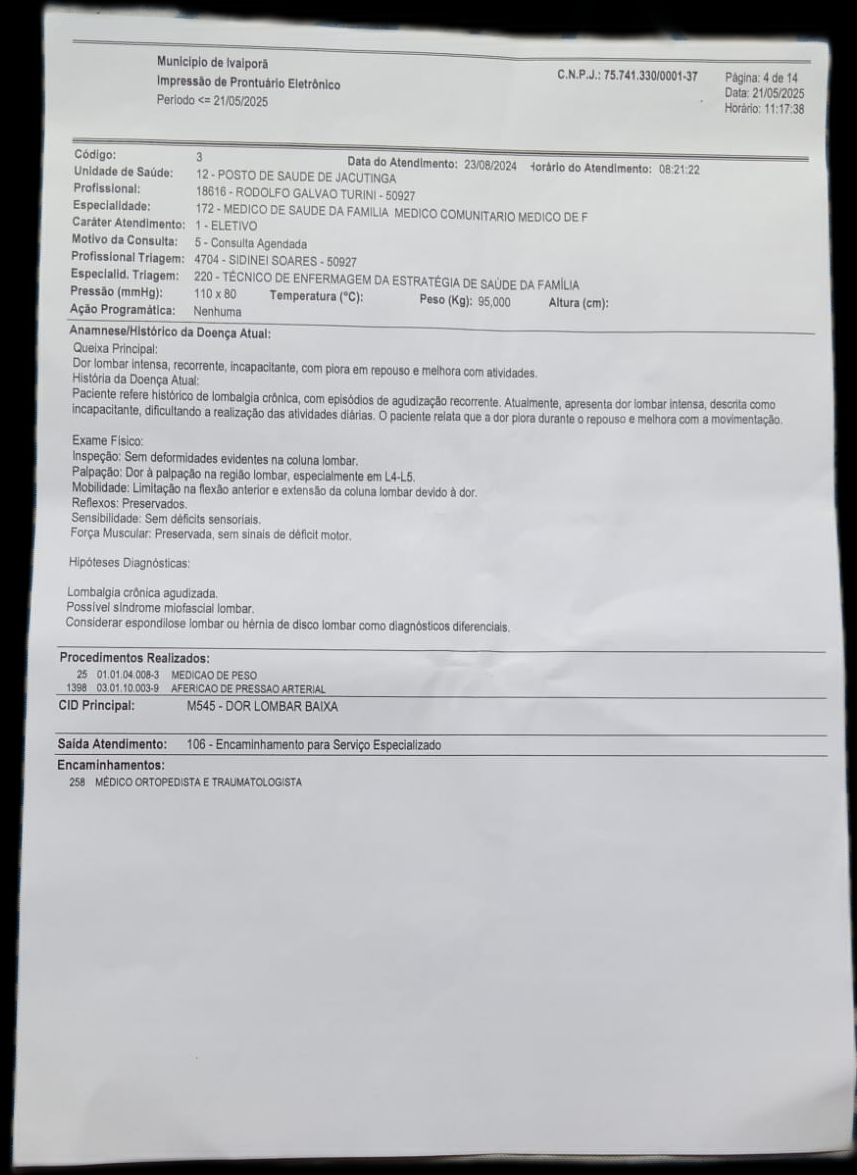 Municipio de Ivaiporã
Impressão de Prontuário Eletrônico
Periodo <= 21/05/2025
C.N.P.J.: 75.741.330/0001-37
Página: 4 de 14
Data: 21/05/2025
Horário: 11:17:38
Código: 3 Data do Atendimento: 23/08/2024 Horário do Atendimento: 08:21:22
Unidade de Saúde: 12 - POSTO DE SAUDE DE JACUTINGA
Profissional: 18616 - RODOLFO GALVAO TURINI - 50927
Especialidade: 172 - MEDICO DE SAUDE DA FAMILIA MEDICO COMUNITARIO MEDICO DE F
Caráter Atendimento: 1 - ELETIVO
Motivo da Consulta: 5 - Consulta Agendada
Profissional Triagem: 4704 - SIDINEI SOARES - 50927
Especialid. Triagem: 220 - TÉCNICO DE ENFERMAGEM DA ESTRATÉGIA DE SAÚDE DA FAMÍLIA
Pressão (mmHg): 110 x 80 Temperatura (°C): Peso (Kg): 95,000 Altura (cm):
Ação Programática: Nenhuma
Anamnese/Histórico da Doença Atual:
Queixa Principal:
Dor lombar intensa, recorrente, incapacitante, com piora em repouso e melhora com atividades.
História da Doença Atual:
Paciente refere histórico de lombalgia crônica, com episódios de agudização recorrente. Atualmente, apresenta dor lombar intensa, descrita como
incapacitante, dificultando a realização das atividades diárias. O paciente relata que a dor piora durante o repouso e melhora com a movimentação.
Exame Físico:
Inspeção: Sem deformidades evidentes na coluna lombar.
Palpação: Dor à palpação na região lombar, especialmente em L4-L5.
Mobilidade: Limitação na flexão anterior e extensão da coluna lombar devido à dor.
Reflexos: Preservados.
Sensibilidade: Sem déficits sensoriais.
Força Muscular: Preservada, sem sinais de déficit motor.
Hipóteses Diagnósticas:
Lombalgia crônica agudizada.
Possível síndrome miofascial lombar.
Considerar espondilose lombar ou hérnia de disco lombar como diagnósticos diferenciais.
Procedimentos Realizados:
25 01.01.04.008-3 MEDICAO DE PESO
1398 03.01.10.003-9 AFERICAO DE PRESSAO ARTERIAL
CID Principal: M545 - DOR LOMBAR BAIXA
Saída Atendimento: 106 - Encaminhamento para Serviço Especializado
Encaminhamentos:
258 MÉDICO ORTOPEDISTA E TRAUMATOLOGISTA